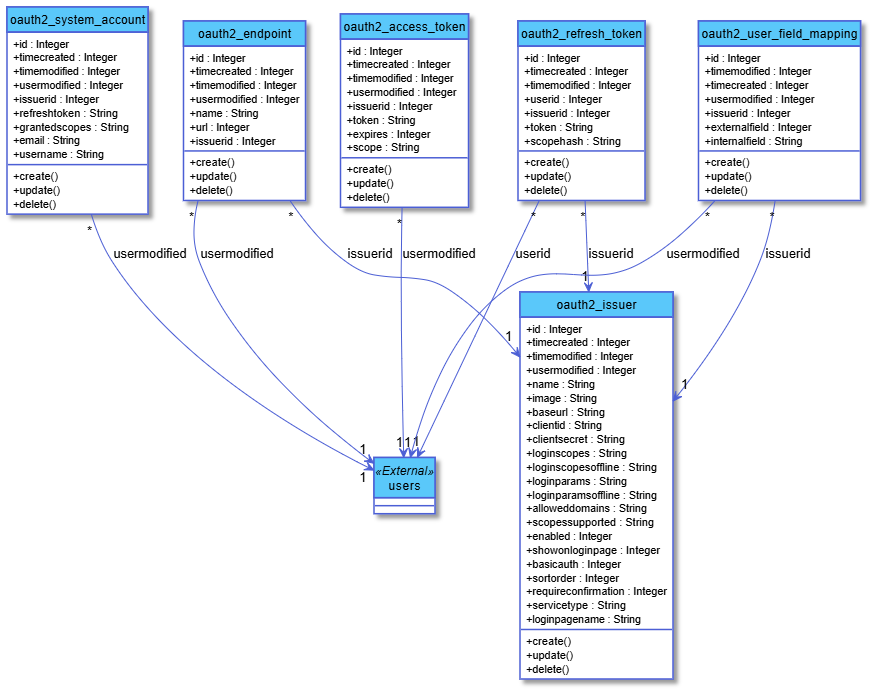 oauth2_system_account
+id : Integer
+timecreated : Integer
+timemodified : Integer
+usermodified : Integer
+issuerid : Integer
+refreshtoken : String
+grantedscopes : String
+email : String
+username : String
+create()
+update()
+delete()
oauth2_endpoint
+id : Integer
+timecreated : Integer
+timemodified : Integer
+usermodified : Integer
+name : String
+url : Integer
+issuerid : Integer
+create()
+update()
+delete()
oauth2_access_token
+id : Integer
+timecreated : Integer
+timemodified : Integer
+usermodified : Integer
+issuerid : Integer
+token : String
+expires : Integer
+scope : String
+create()
+update()
+delete()
oauth2_refresh_token
+id : Integer
+timecreated : Integer
+timemodified : Integer
+userid : Integer
+issuerid : Integer
+token : String
+scopehash : String
+create()
+update()
+delete()
oauth2_user_field_mapping
+id : Integer
+timemodified : Integer
+timecreated : Integer
+usermodified : Integer
+issuerid : Integer
+externalfield : Integer
+internalfield : String
+create()
+update()
+delete()
*
*
*
*
*
*
*
*
usermodified
usermodified
issuerid
usermodified
userid
issuerid
usermodified
issuerid
1
1
1
oauth2_issuer
+id : Integer
+timecreated : Integer
+timemodified : Integer
+usermodified : Integer
+name : String
+image : String
+baseurl : String
+clientid : String
+clientsecret : String
+loginscopes : String
+loginscopesoffline : String
+loginparams : String
+loginparamsoffline : String
+alloweddomains : String
+scopessupported : String
+enabled : Integer
+showonloginpage : Integer
+basicauth : Integer
+sortorder : Integer
+requireconfirmation : Integer
+servicetype : String
+loginpagename : String
+create()
+update()
+delete()
1
1
1
1
1
«External»
users